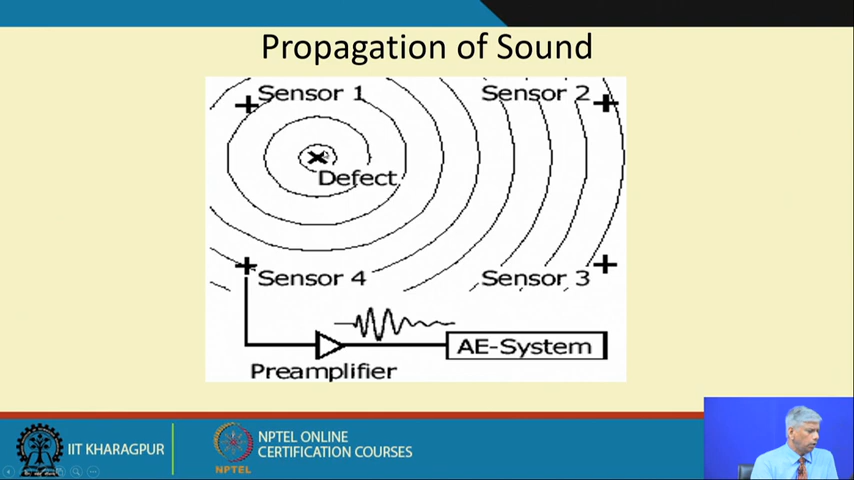 Propagation of Sound
Sensor 1
Sensor 2
Defect
Sensor 4
Sensor 3
AE-System
Preamplifier
IIT KHARAGPUR
NPTEL
NPTEL ONLINE
CERTIFICATION COURSES